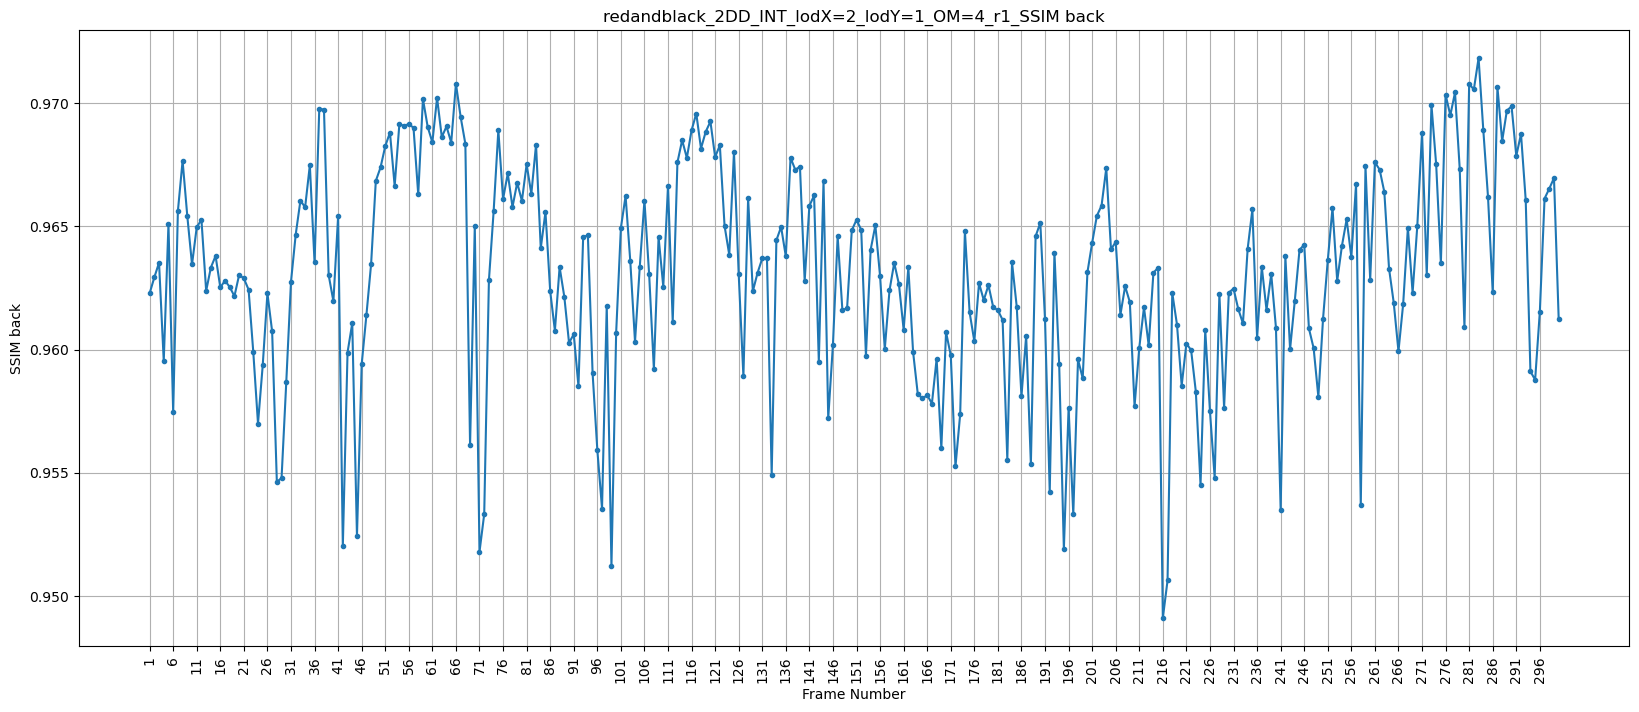 redandblack_2DD_INT_lodX=2_lodY=1_OM=4_r1_SSIM back
SSIM back
0.970
0.965
0.960
0.955
0.950
1 6 11 16 21 26 31 36 41 46 51 56 61 66 71 76 81 86 91 96 101 106 111 116 121 126 131 136 141 146 151 156 161 166 171 176 181 186 191 196 201 206 211 216 221 226 231 236 241 246 251 256 261 266 271 276 281 286 291 296
Frame Number